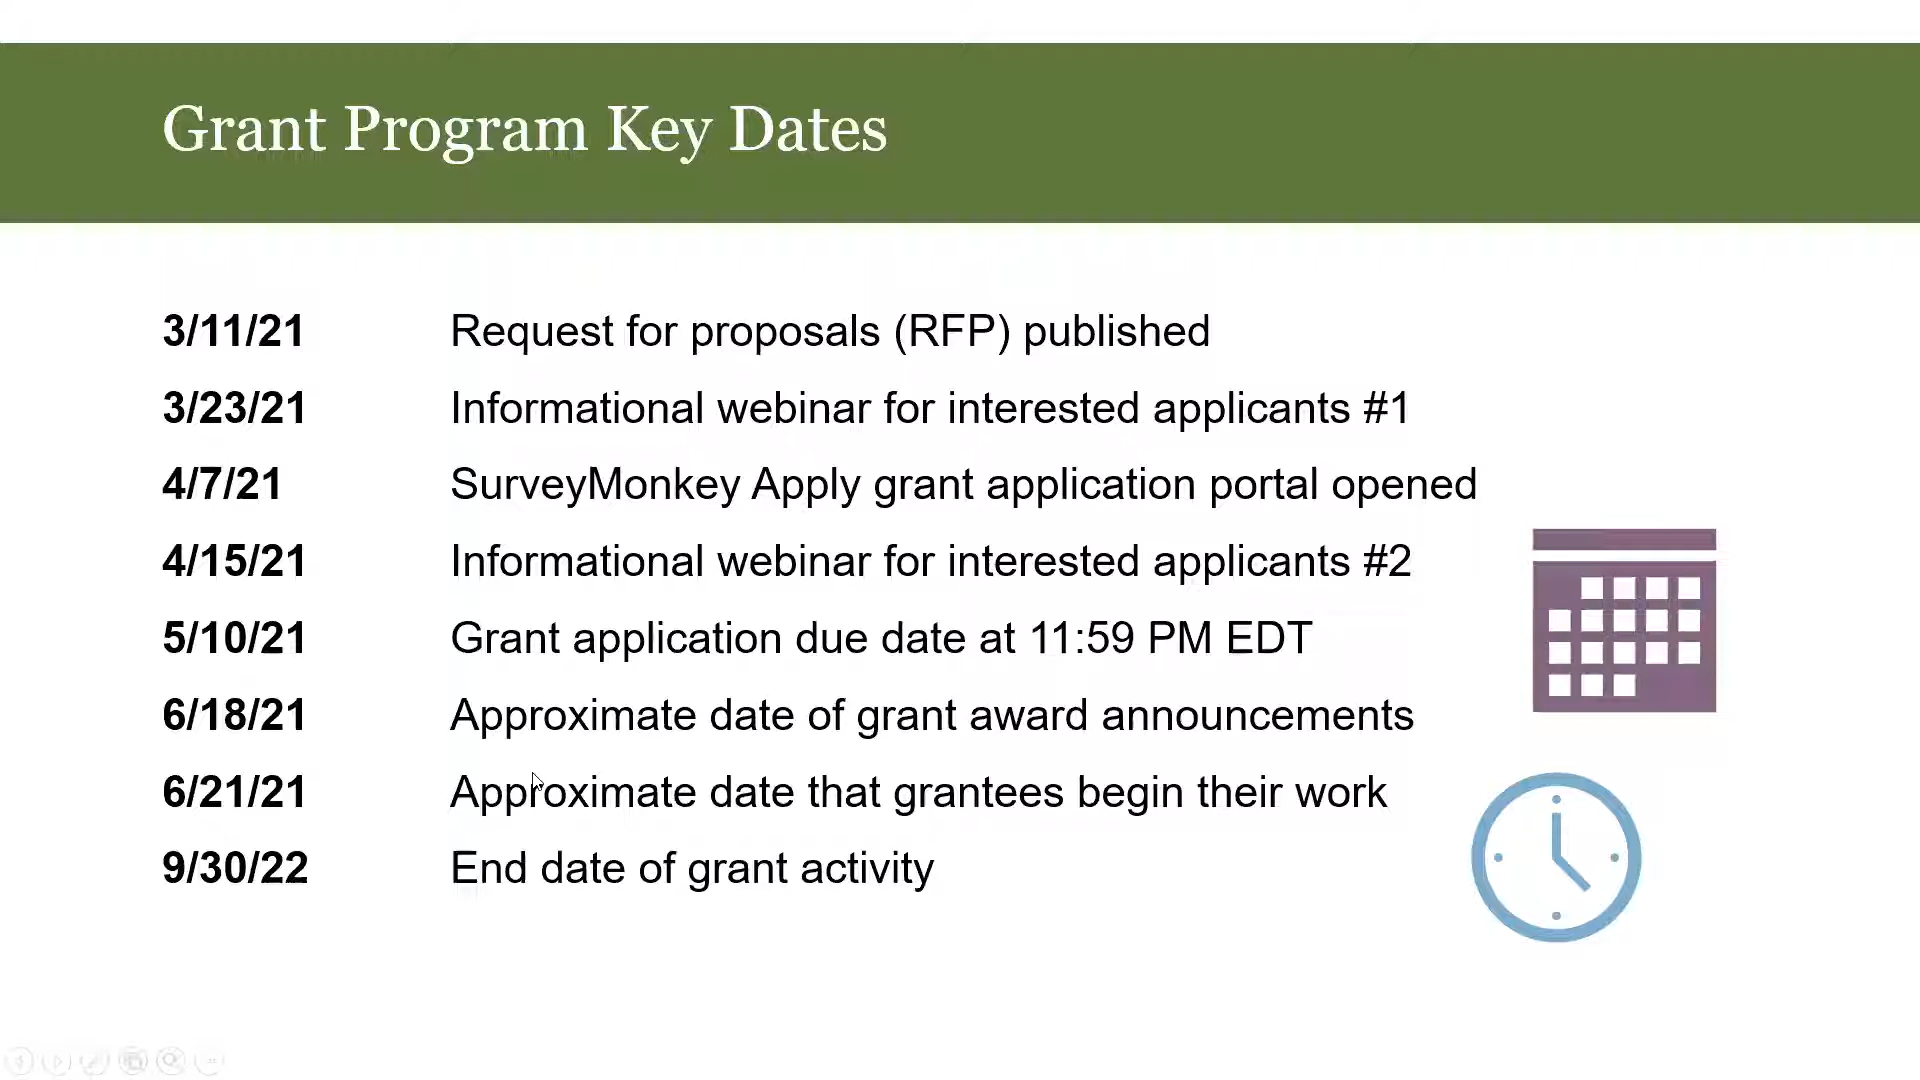 Grant Program Key Dates
3/11/21 Request for proposals (RFP) published
3/23/21 Informational webinar for interested applicants #1
4/7/21 SurveyMonkey Apply grant application portal opened
4/15/21 Informational webinar for interested applicants #2
5/10/21 Grant application due date at 11:59 PM EDT
6/18/21 Approximate date of grant award announcements
6/21/21 Approximate date that grantees begin their work
9/30/22 End date of grant activity